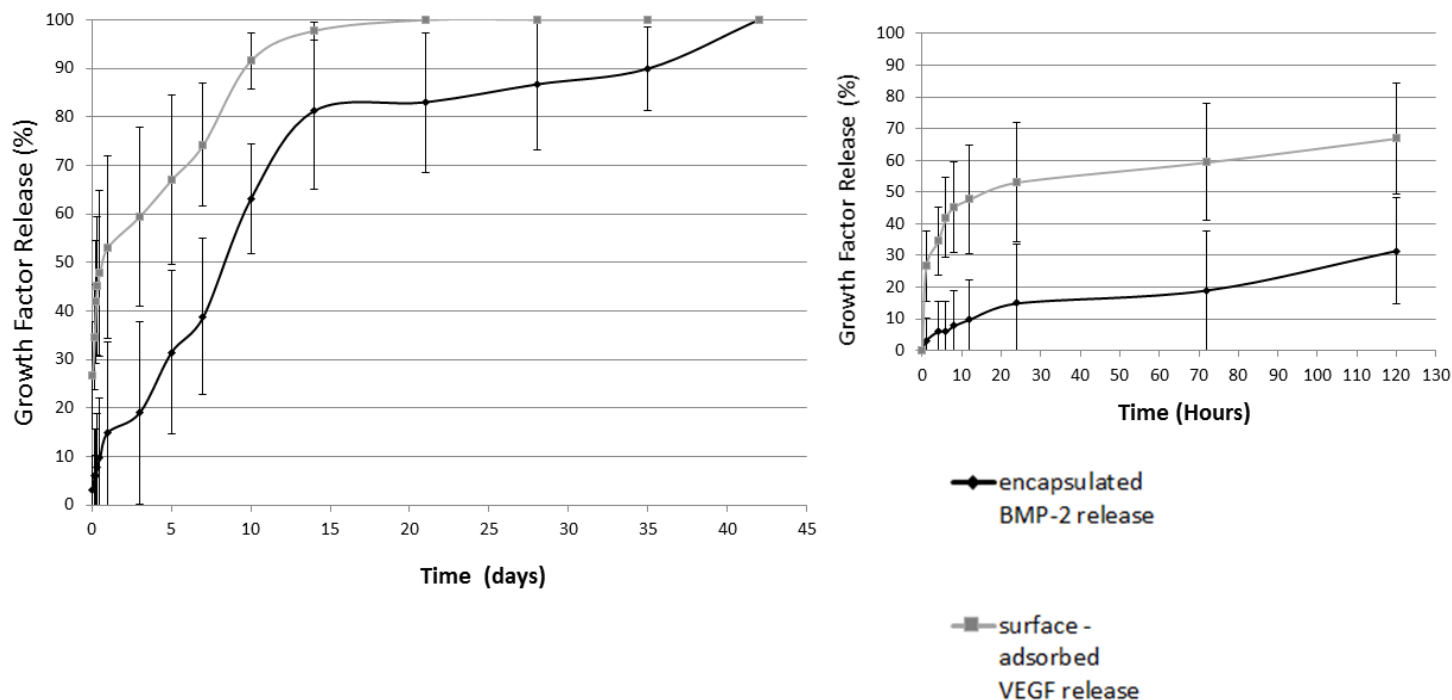 Growth Factor Release (%)
100
90
80
70
60
50
40
30
20
10
0
0 5 10 15 20 25 30 35 40 45
Time (days)
Growth Factor Release (%)
100
90
80
70
60
50
40
30
20
10
0
0 10 20 30 40 50 60 70 80 90 100 110 120 130
Time (Hours)
encapsulated
BMP-2 release
surface -
adsorbed
VEGF release